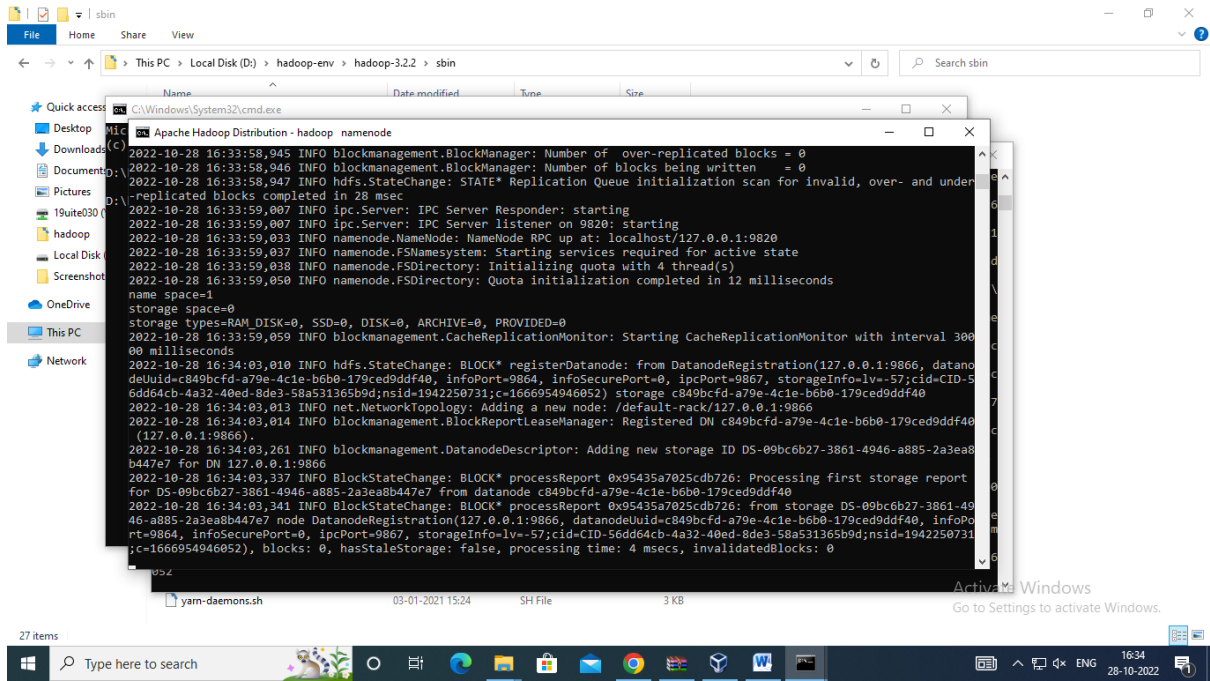 sbin
File Home Share View
This PC > Local Disk (D:) > hadoop-env > hadoop-3.2.2 > sbin
Search sbin
Name Date modified Type Size
Quick access
Desktop
Downloads
Document
Pictures
19uite030 (
hadoop
Local Disk (
Screenshot
OneDrive
This PC
Network
C:\Windows\System32\cmd.exe
Mic
(c)
D:\
D:\
Apache Hadoop Distribution - hadoop namenode
2022-10-28 16:33:58,945 INFO blockmanagement.BlockManager: Number of over-replicated blocks = 0
2022-10-28 16:33:58,946 INFO blockmanagement.BlockManager: Number of blocks being written = 0
2022-10-28 16:33:58,947 INFO hdfs.StateChange: STATE* Replication Queue initialization scan for invalid, over- and under
-replicated blocks completed in 28 msec
2022-10-28 16:33:59,007 INFO ipc.Server: IPC Server Responder: starting
2022-10-28 16:33:59,007 INFO ipc.Server: IPC Server listener on 9820: starting
2022-10-28 16:33:59,033 INFO namenode.NameNode: NameNode RPC up at: localhost/127.0.0.1:9820
2022-10-28 16:33:59,037 INFO namenode.FSNamesystem: Starting services required for active state
2022-10-28 16:33:59,038 INFO namenode.FSDirectory: Initializing quota with 4 thread(s)
2022-10-28 16:33:59,050 INFO namenode.FSDirectory: Quota initialization completed in 12 milliseconds
name space=1
storage space=0
storage types=RAM_DISK=0, SSD=0, DISK=0, ARCHIVE=0, PROVIDED=0
2022-10-28 16:33:59,059 INFO blockmanagement.CacheReplicationMonitor: Starting CacheReplicationMonitor with interval 300
00 milliseconds
2022-10-28 16:34:03,010 INFO hdfs.StateChange: BLOCK* registerDatanode: from DatanodeRegistration(127.0.0.1:9866, datano
deUuid=c849bcfd-a79e-4c1e-b6b0-179ced9ddf40, infoPort=9864, infoSecurePort=0, ipcPort=9867, storageInfo=lv=-57;cid=CID-5
6dd64cb-4a32-40ed-8de3-58a531365b9d;nsid=1942250731;c=1666954946052) storage c849bcfd-a79e-4c1e-b6b0-179ced9ddf40
2022-10-28 16:34:03,013 INFO net.NetworkTopology: Adding a new node: /default-rack/127.0.0.1:9866
2022-10-28 16:34:03,014 INFO blockmanagement.BlockReportLeaseManager: Registered DN c849bcfd-a79e-4c1e-b6b0-179ced9ddf40
(127.0.0.1:9866).
2022-10-28 16:34:03,261 INFO blockmanagement.DatanodeDescriptor: Adding new storage ID DS-09bc6b27-3861-4946-a885-2a3ea8
b447e7 for DN 127.0.0.1:9866
2022-10-28 16:34:03,337 INFO BlockStateChange: BLOCK* processReport 0x95435a7025cdb726: Processing first storage report
for DS-09bc6b27-3861-4946-a885-2a3ea8b447e7 from datanode c849bcfd-a79e-4c1e-b6b0-179ced9ddf40
2022-10-28 16:34:03,341 INFO BlockStateChange: BLOCK* processReport 0x95435a7025cdb726: from storage DS-09bc6b27-3861-49
46-a885-2a3ea8b447e7 node DatanodeRegistration(127.0.0.1:9866, datanodeUuid=c849bcfd-a79e-4c1e-b6b0-179ced9ddf40, infoPo
rt=9864, infoSecurePort=0, ipcPort=9867, storageInfo=lv=-57;cid=CID-56dd64cb-4a32-40ed-8de3-58a531365b9d;nsid=1942250731
;c=1666954946052), blocks: 0, hasStaleStorage: false, processing time: 4 msecs, invalidatedBlocks: 0
052
yarn-daemons.sh 03-01-2021 15:24 SH File 3 KB
Activate Windows
Go to Settings to activate Windows.
27 items
Type here to search
ENG
16:34
28-10-2022